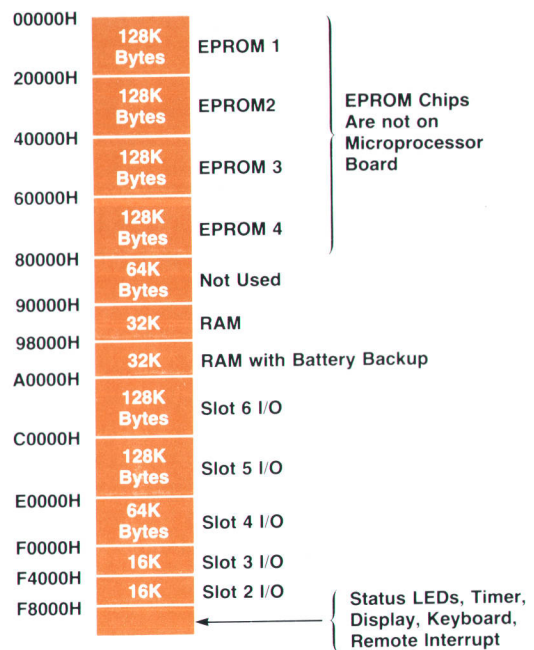 00000H
128K
Bytes
EPROM 1
20000H
128K
Bytes
EPROM2
40000H
128K
Bytes
EPROM 3
60000H
128K
Bytes
EPROM 4
EPROM Chips
Are not on
Microprocessor
Board
80000H
64K
Bytes
Not Used
90000H
32K
RAM
98000H
32K
RAM with Battery Backup
A0000H
128K
Bytes
Slot 6 I/O
C0000H
128K
Bytes
Slot 5 I/O
E0000H
64K
Bytes
Slot 4 I/O
F0000H
16K
Slot 3 I/O
F4000H
16K
Slot 2 I/O
F8000H
Status LEDs, Timer,
Display, Keyboard,
Remote Interrupt